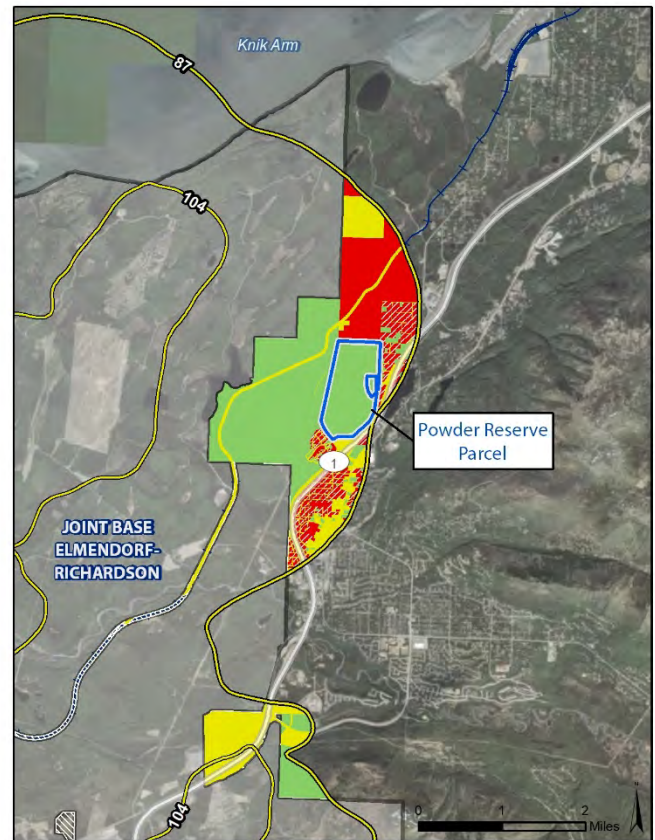 Knik Arm
87
104
Powder Reserve
Parcel
1
JOINT BASE
ELMENDORF-
RICHARDSON
104
0 1 2
Miles
N